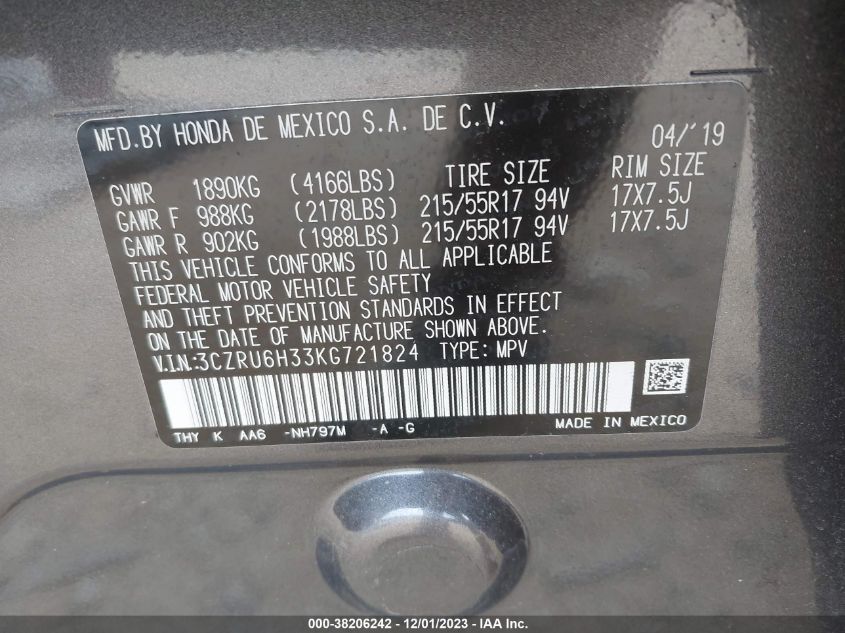 MFD.BY HONDA DE MEXICO S.A. DE C.V. 04/'19
GVWR 1890KG (4166LBS) TIRE SIZE RIM SIZE
GAWR F 988KG (2178LBS) 215/55R17 94V 17X7.5J
GAWR R 902KG (1988LBS) 215/55R17 94V 17X7.5J
THIS VEHICLE CONFORMS TO ALL APPLICABLE
FEDERAL MOTOR VEHICLE SAFETY
AND THEFT PREVENTION STANDARDS IN EFFECT
ON THE DATE OF MANUFACTURE SHOWN ABOVE.
V.I.N:3CZRU6H33KG721824 TYPE: MPV
THY K AA6 -NH797M -A -G MADE IN MEXICO
000-38206242 - 12/01/2023 - IAAI Inc.